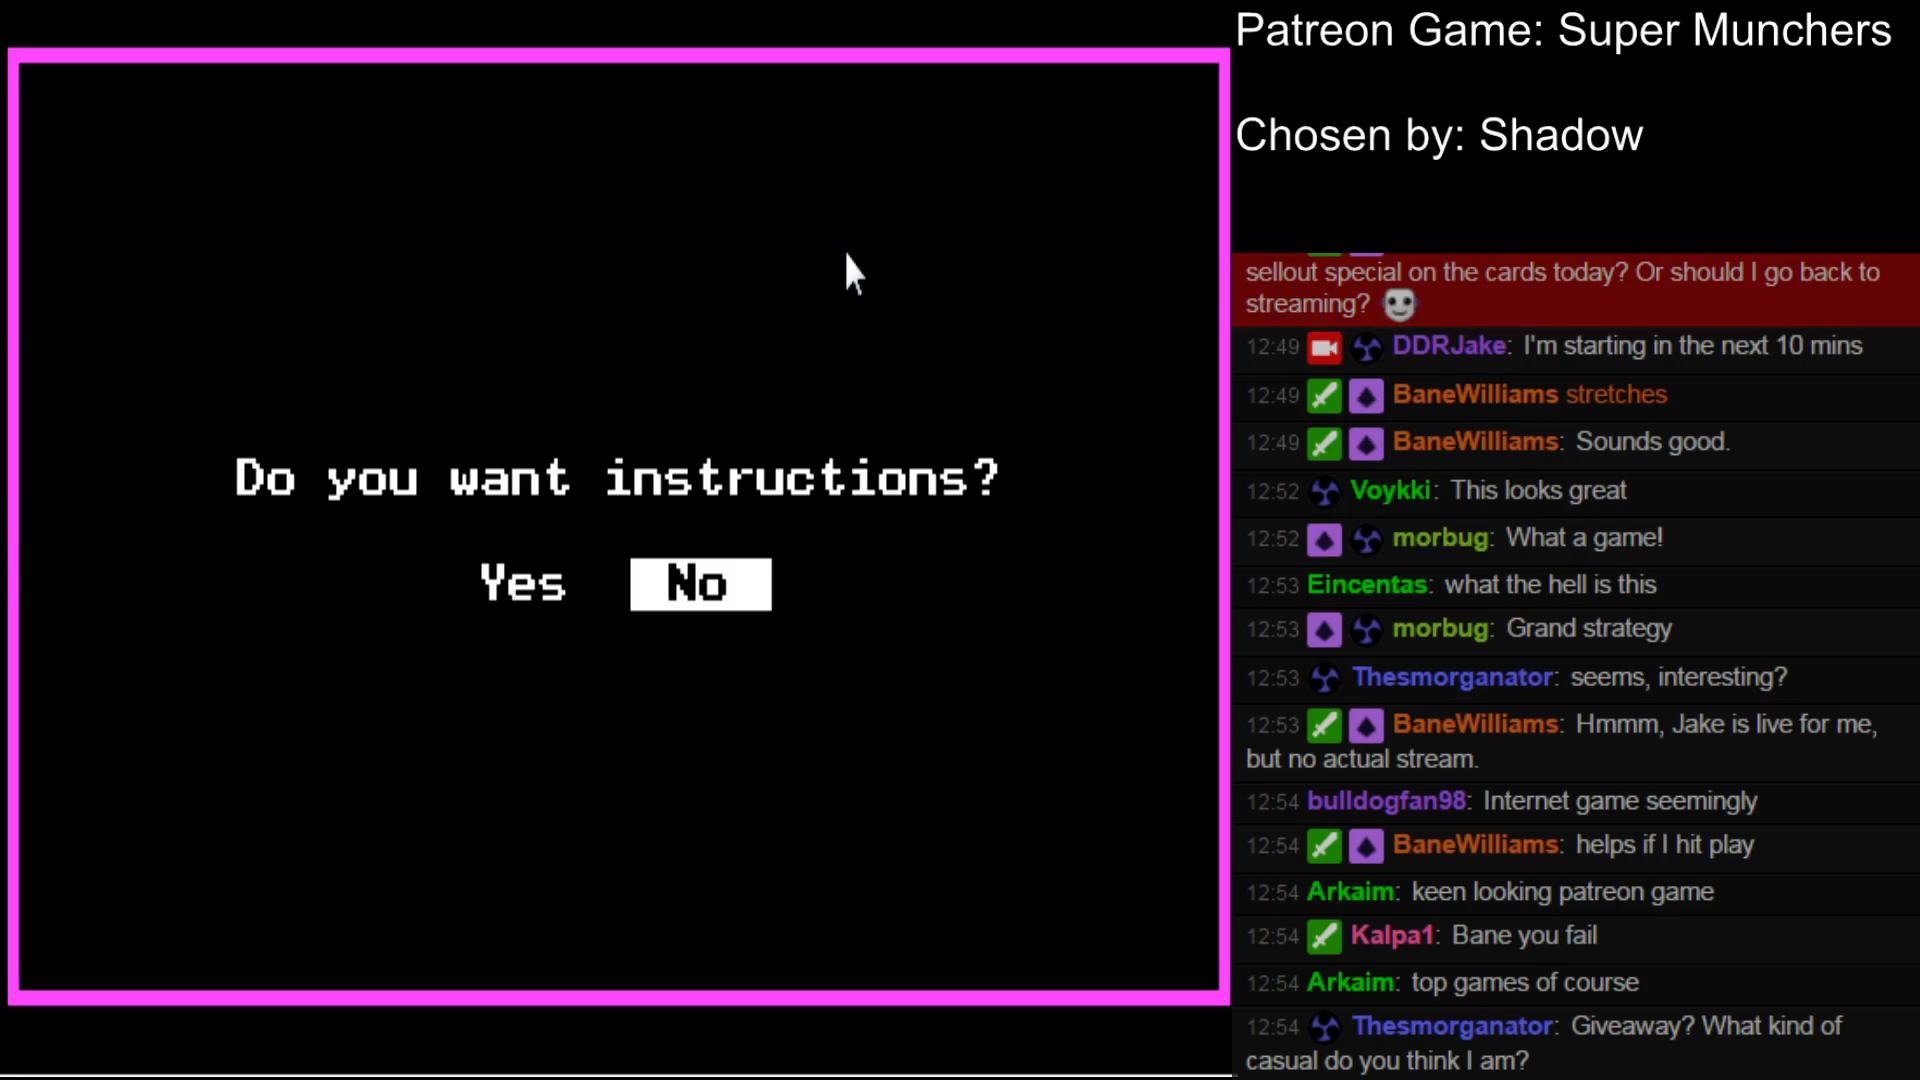 Patreon Game: Super Munchers
Chosen by: Shadow
Do you want instructions?
Yes No
sellout special on the cards today? Or should I go back to
streaming?
12:49 DDRJake: I'm starting in the next 10 mins
12:49 BaneWilliams stretches
12:49 BaneWilliams: Sounds good.
12:52 Voykki: This looks great
12:52 morbug: What a game!
12:53 Eincentas: what the hell is this
12:53 morbug: Grand strategy
12:53 Thesmorganator: seems, interesting?
12:53 BaneWilliams: Hmmm, Jake is live for me,
but no actual stream.
12:54 bulldogfan98: Internet game seemingly
12:54 BaneWilliams: helps if I hit play
12:54 Arkaim: keen looking patreon game
12:54 Kalpa1: Bane you fail
12:54 Arkaim: top games of course
12:54 Thesmorganator: Giveaway? What kind of
casual do you think I am?